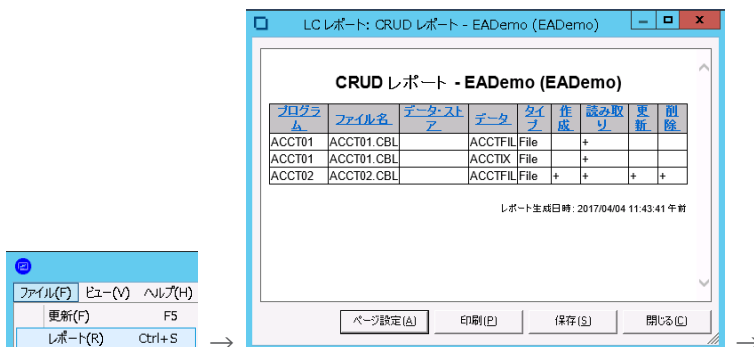 LC レポート: CRUD レポート - EADemo (EADemo)
CRUD レポート - EADemo (EADemo)
プログラム ファイル名 データ・ストア データ タイプ 作成 読み取り 更新 削除
ACCT01 ACCT01.CBL ACCTFIL File +
ACCT01 ACCT01.CBL ACCTIX File +
ACCT02 ACCT02.CBL ACCTFIL File + + + +
レポート生成日時: 2017/04/04 11:43:41 午前
ページ設定(A) 印刷(P) 保存(S) 閉じる(C)
ファイル(F) ビュー(V) ヘルプ(H)
更新(F) F5
レポート(R) Ctrl+S
→ →